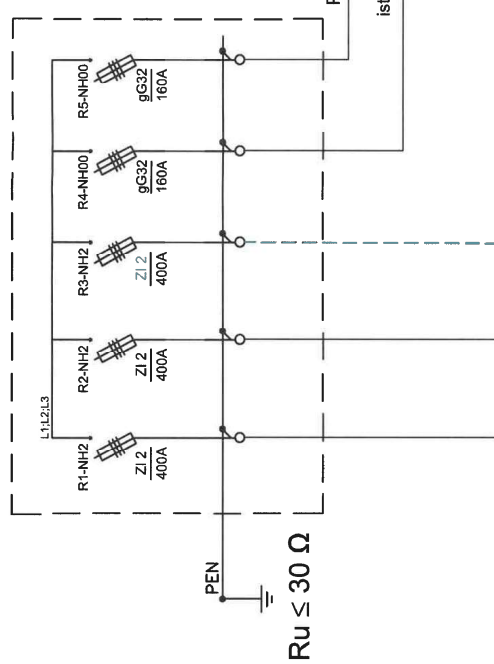 L1;L2;L3
R1-NH2
ZI 2
400A
R2-NH2
ZI 2
400A
R3-NH2
ZI 2
400A
R4-NH00
gG32
160A
R5-NH00
gG32
160A
PEN
Ru ≤ 30 Ω
ist